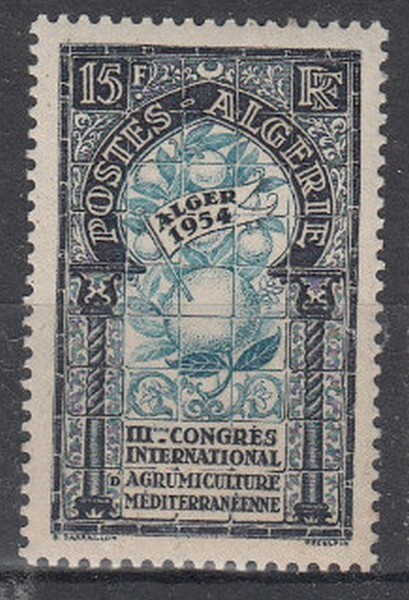 15F RF
POSTES - ALGERIE
ALGER
1954
IIIme CONGRÈS
INTERNATIONAL
D AGRUMICULTURE
MÉDITERRANÉENNE